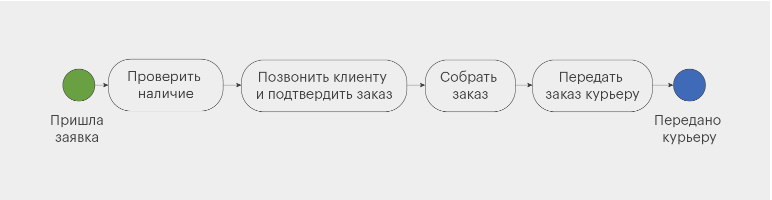 Пришла
заявка
Проверить
наличие
Позвонить клиенту
и подтвердить заказ
Собрать
заказ
Передать
заказ курьеру
Передано
курьеру